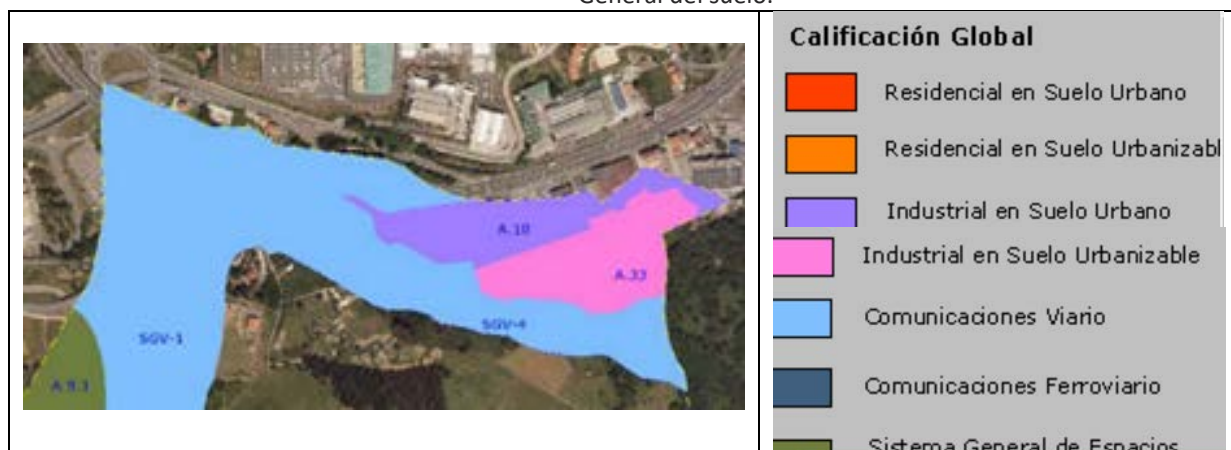 General del suelo.
A.10
A.33
SGV-4
SGV-1
A.9.1
Calificación Global
Residencial en Suelo Urbano
Residencial en Suelo Urbanizabl
Industrial en Suelo Urbano
Industrial en Suelo Urbanizable
Comunicaciones Viario
Comunicaciones Ferroviario
Sistema General de Espacios